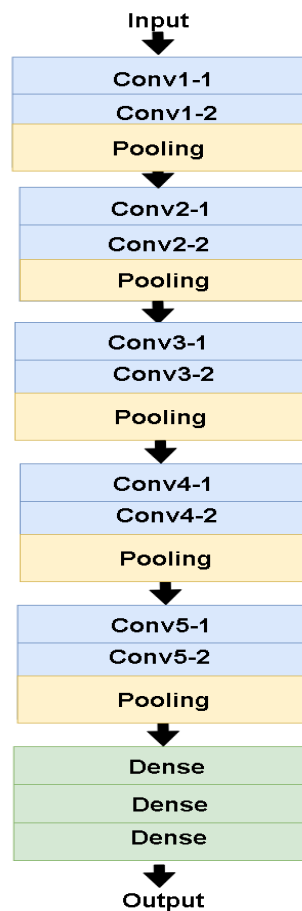 Input
Conv1-1
Conv1-2
Pooling
Conv2-1
Conv2-2
Pooling
Conv3-1
Conv3-2
Pooling
Conv4-1
Conv4-2
Pooling
Conv5-1
Conv5-2
Pooling
Dense
Dense
Dense
Output